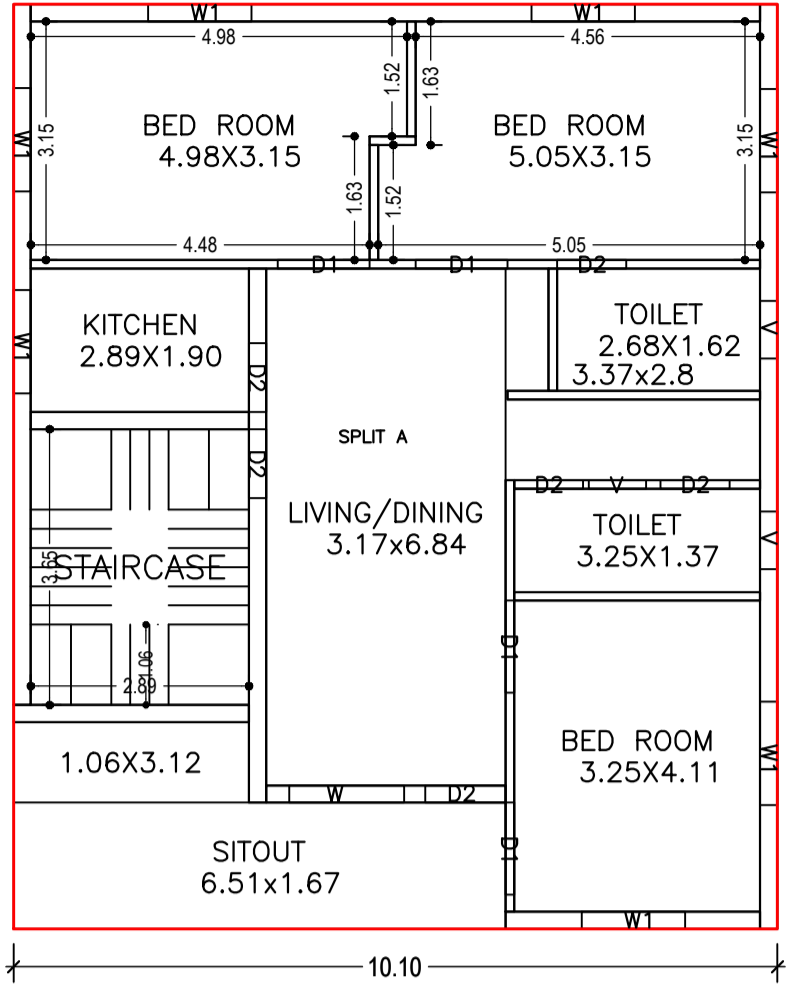 W1
W1
4.98
4.56
1.52
1.63
3.15
3.15
BED ROOM
4.98X3.15
BED ROOM
5.05X3.15
W1
W1
1.63
1.52
4.48
5.05
D1
D1
D2
KITCHEN
2.89X1.90
TOILET
2.68X1.62
3.37x2.8
W1
V
D2
SPLIT A
D2
D2
V
D2
LIVING/DINING
3.17x6.84
TOILET
3.25X1.37
V
3.65
STAIRCASE
D1
1.06
2.89
1.06X3.12
BED ROOM
3.25X4.11
W1
W
D2
D1
SITOUT
6.51x1.67
W1
10.10